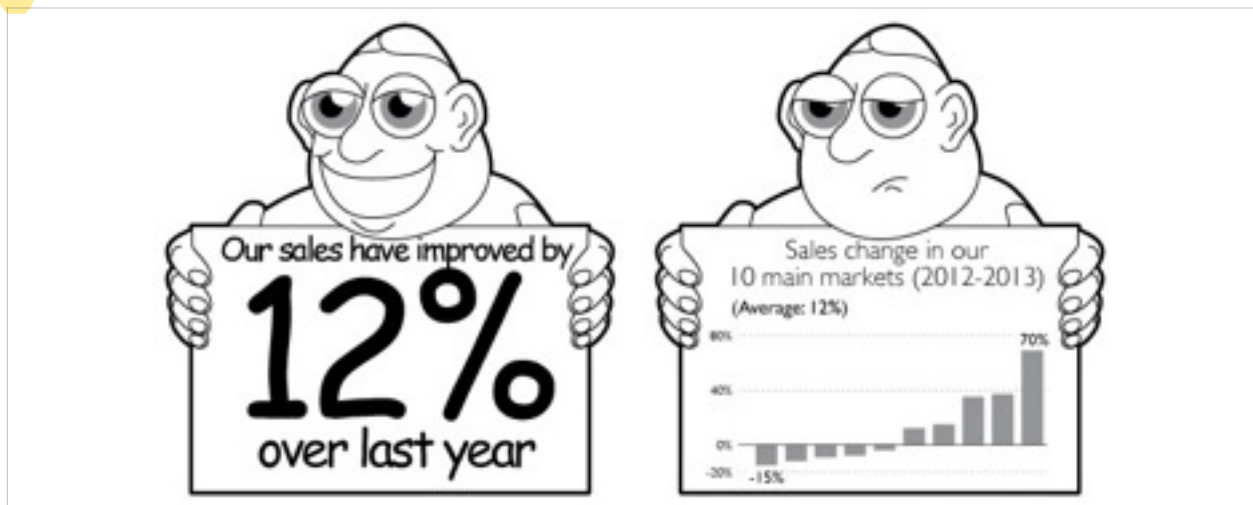 Our sales have improved by
12%
over last year
Sales change in our
10 main markets (2012-2013)
(Average: 12%)
80%
70%
40%
0%
-20%
-15%